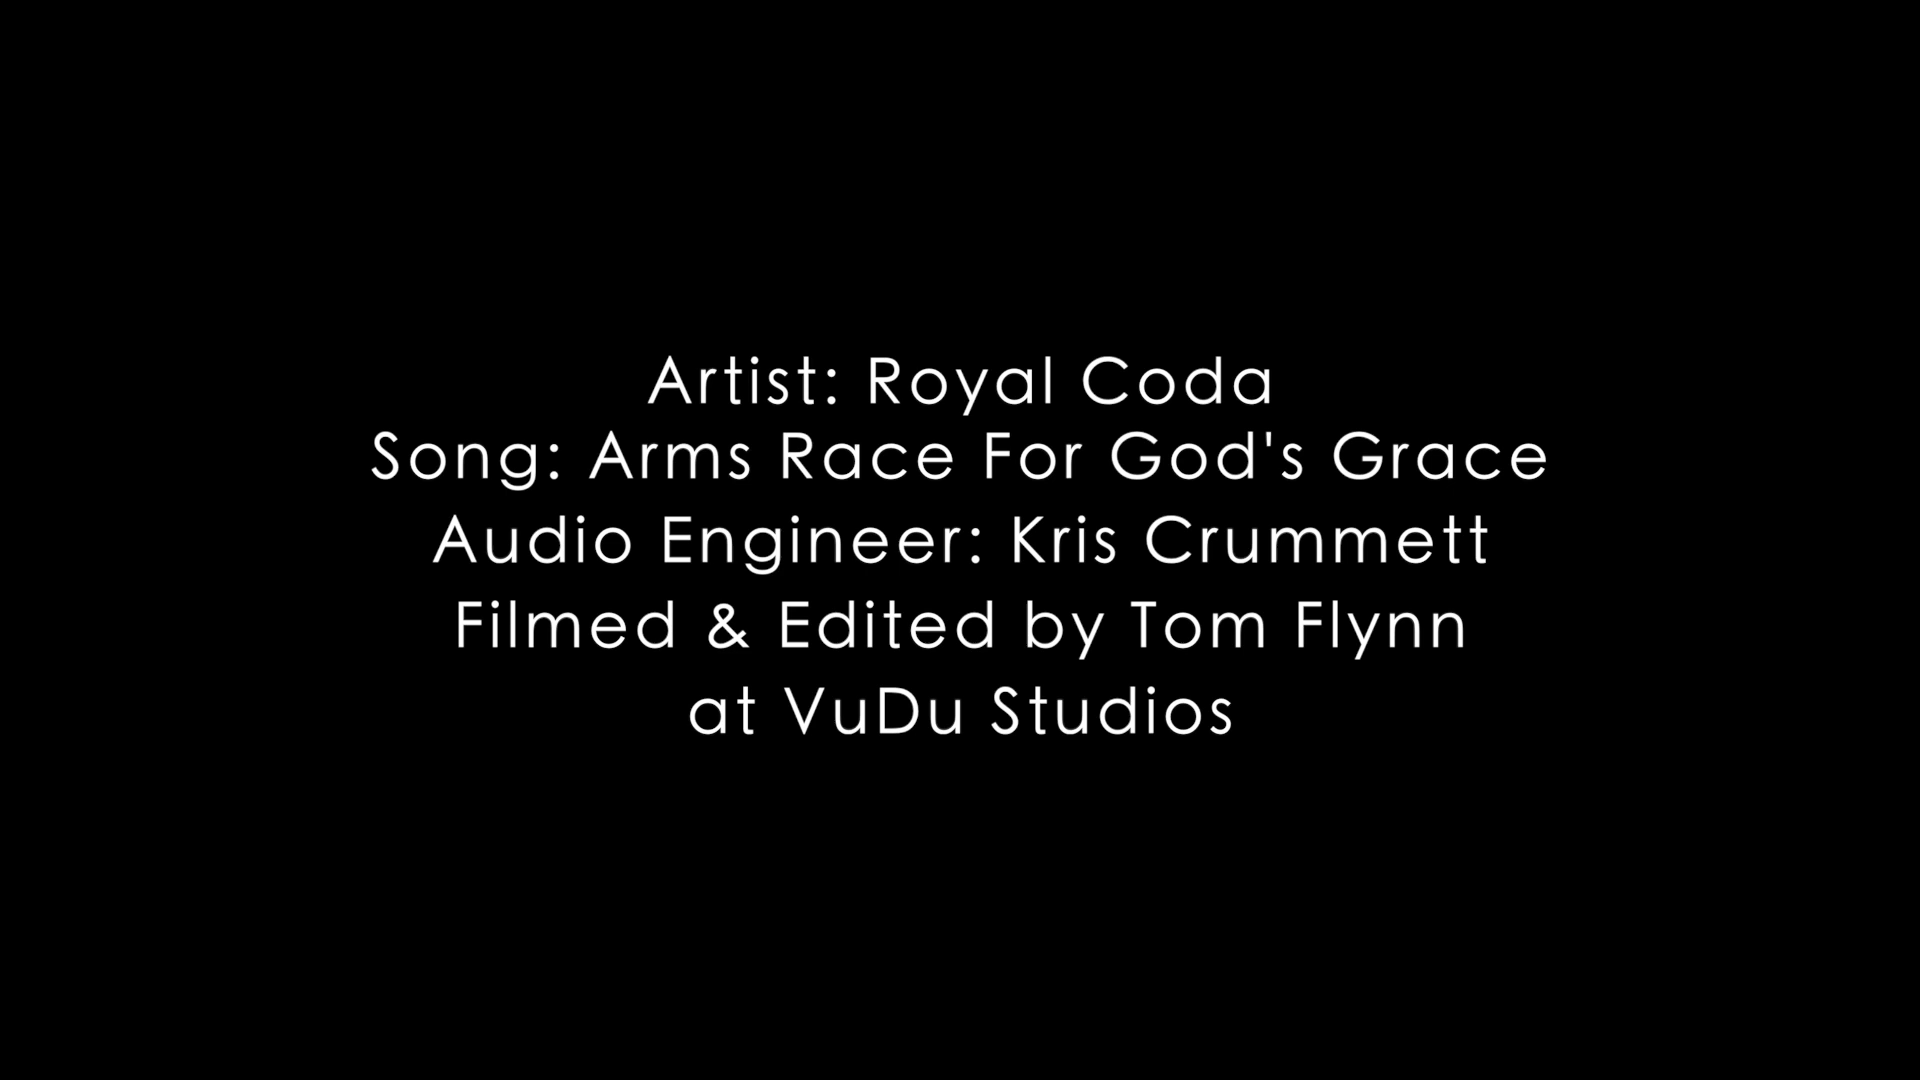 Artist: Royal Coda
Song: Arms Race For God's Grace
Audio Engineer: Kris Crummett
Filmed & Edited by Tom Flynn
at VuDu Studios